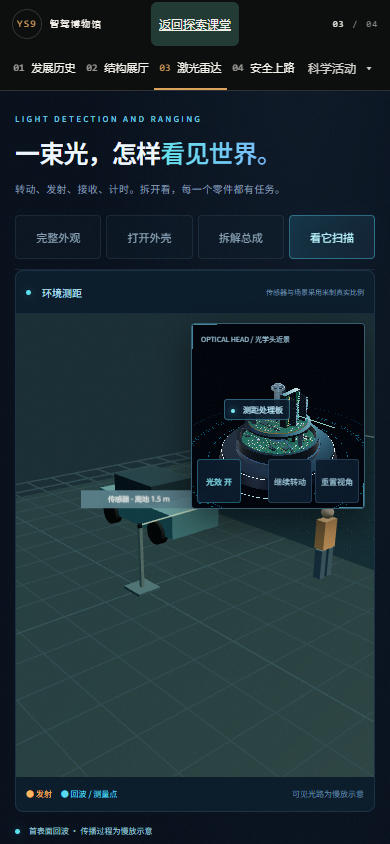 YS9 智驾博物馆 返回探索课堂 03 / 04
01 发展历史 02 结构展厅 03 激光雷达 04 安全上路 科学活动
LIGHT DETECTION AND RANGING
一束光，怎样看见世界。
转动、发射、接收、计时。拆开看，每一个零件都有任务。
完整外观 打开外壳 拆解总成 看它扫描
环境测距 传感器与场景采用米制真实比例
OPTICAL HEAD / 光学头近景
测距处理板
光效 开 继续转动 重置视角
传感器 · 离地 1.5 m
发射 回波 / 测量点 可见光路为慢放示意
首表面回波 · 传播过程为慢放示意